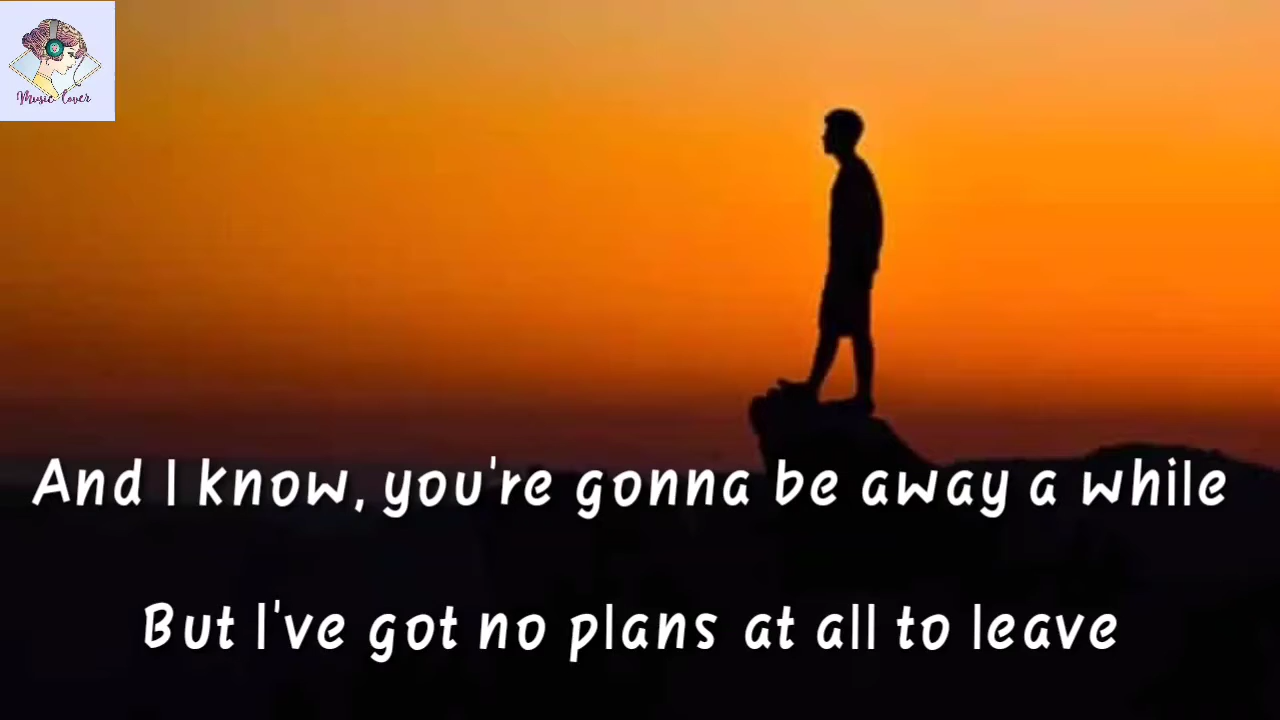 Music Cover
And I know, you're gonna be away a while
But I've got no plans at all to leave